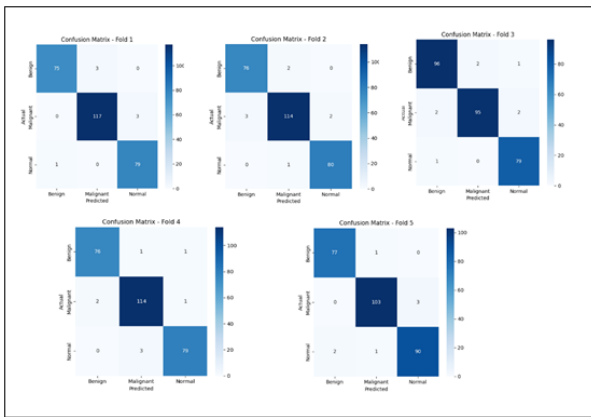 Confusion Matrix - Fold 1
Benign 75 3 0
Actual Malignant 0 117 3
Normal 1 0 79
Benign Malignant Normal
Predicted
100 80 60 40 20 0
Confusion Matrix - Fold 2
Benign 76 2 0
Actual Malignant 3 114 2
Normal 0 1 80
Benign Malignant Normal
Predicted
100 80 60 40 20 0
Confusion Matrix - Fold 3
Benign 2 1
Actual Malignant 2 95 2
Normal 1 79
Benign Malignant Normal
Predicted
80 60 40 20 0
Confusion Matrix - Fold 4
Benign 76 1 1
Actual Malignant 2 114 1
Normal 0 3 79
Benign Malignant Normal
Predicted
100 80 60 40 20 0
Confusion Matrix - Fold 5
Benign 77 1 0
Actual Malignant 0 103 3
Normal 2 1 90
Benign Malignant Normal
Predicted
100 80 60 40 20 0